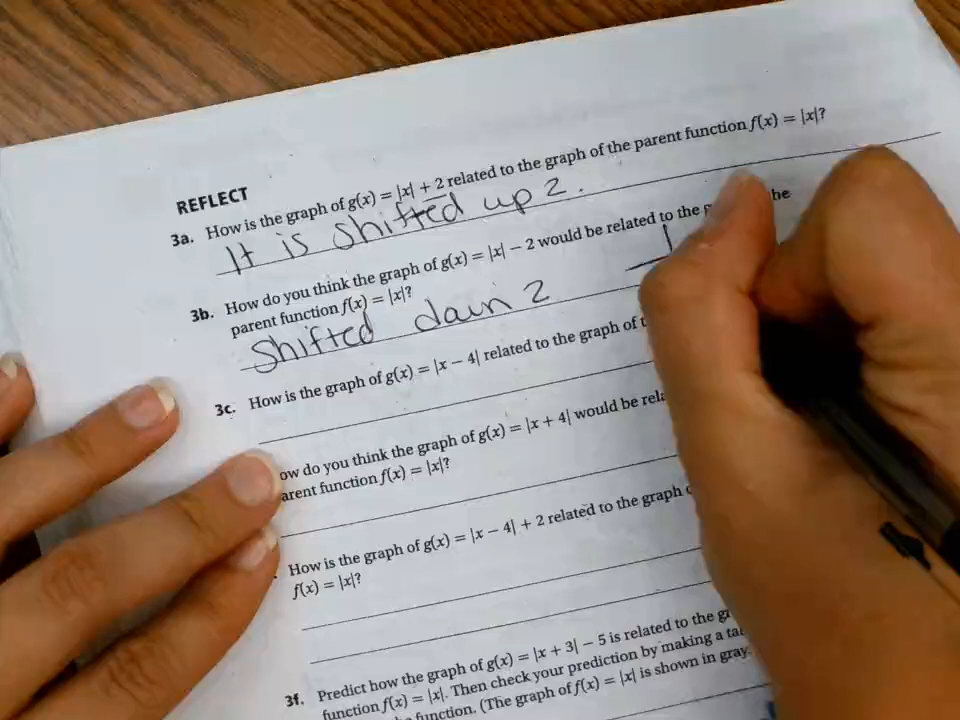 REFLECT
3a. How is the graph of g(x) = |x| + 2 related to the graph of the parent function f(x) = |x|?
It is shifted up 2.
3b. How do you think the graph of g(x) = |x| − 2 would be related to the he
parent function f(x) = |x|?
Shifted down 2
3c. How is the graph of g(x) = |x − 4| related to the graph of
ow do you think the graph of g(x) = |x + 4| would be rela
arent function f(x) = |x|?
How is the graph of g(x) = |x − 4| + 2 related to the graph
f(x) = |x|?
3f. Predict how the graph of g(x) = |x + 3| − 5 is related to the
function f(x) = |x|. Then check your prediction by making a
function. (The graph of f(x) = |x| is shown in gray.